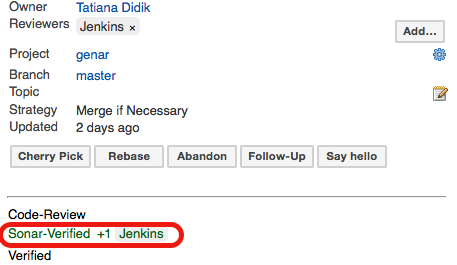 Owner Tatiana Didik
Reviewers Jenkins ×
Add...
Project genar
Branch master
Topic
Strategy Merge if Necessary
Updated 2 days ago
Cherry Pick Rebase Abandon Follow-Up Say hello
Code-Review
Sonar-Verified +1 Jenkins
Verified